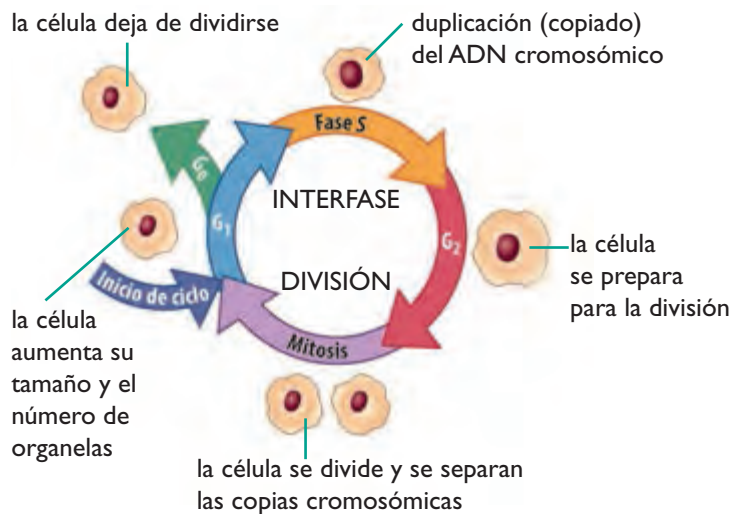 la célula deja de dividirse
duplicación (copiado)
del ADN cromosómico
Fase S
G0
G1
INTERFASE
G2
la célula
se prepara
para la división
DIVISIÓN
Inicio de ciclo
Mitosis
la célula
aumenta su
tamaño y el
número de
organelas
la célula se divide y se separan
las copias cromosómicas